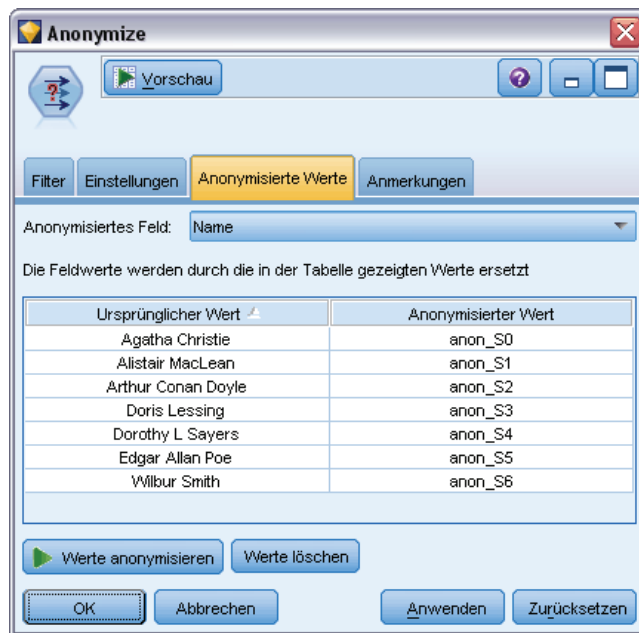 Anonymize
Vorschau
Filter Einstellungen Anonymisierte Werte Anmerkungen
Anonymisiertes Feld: Name
Die Feldwerte werden durch die in der Tabelle gezeigten Werte ersetzt
Ursprünglicher Wert Anonymisierter Wert
Agatha Christie anon_S0
Alistair MacLean anon_S1
Arthur Conan Doyle anon_S2
Doris Lessing anon_S3
Dorothy L Sayers anon_S4
Edgar Allan Poe anon_S5
Wilbur Smith anon_S6
Werte anonymisieren Werte löschen
OK Abbrechen Anwenden Zurücksetzen